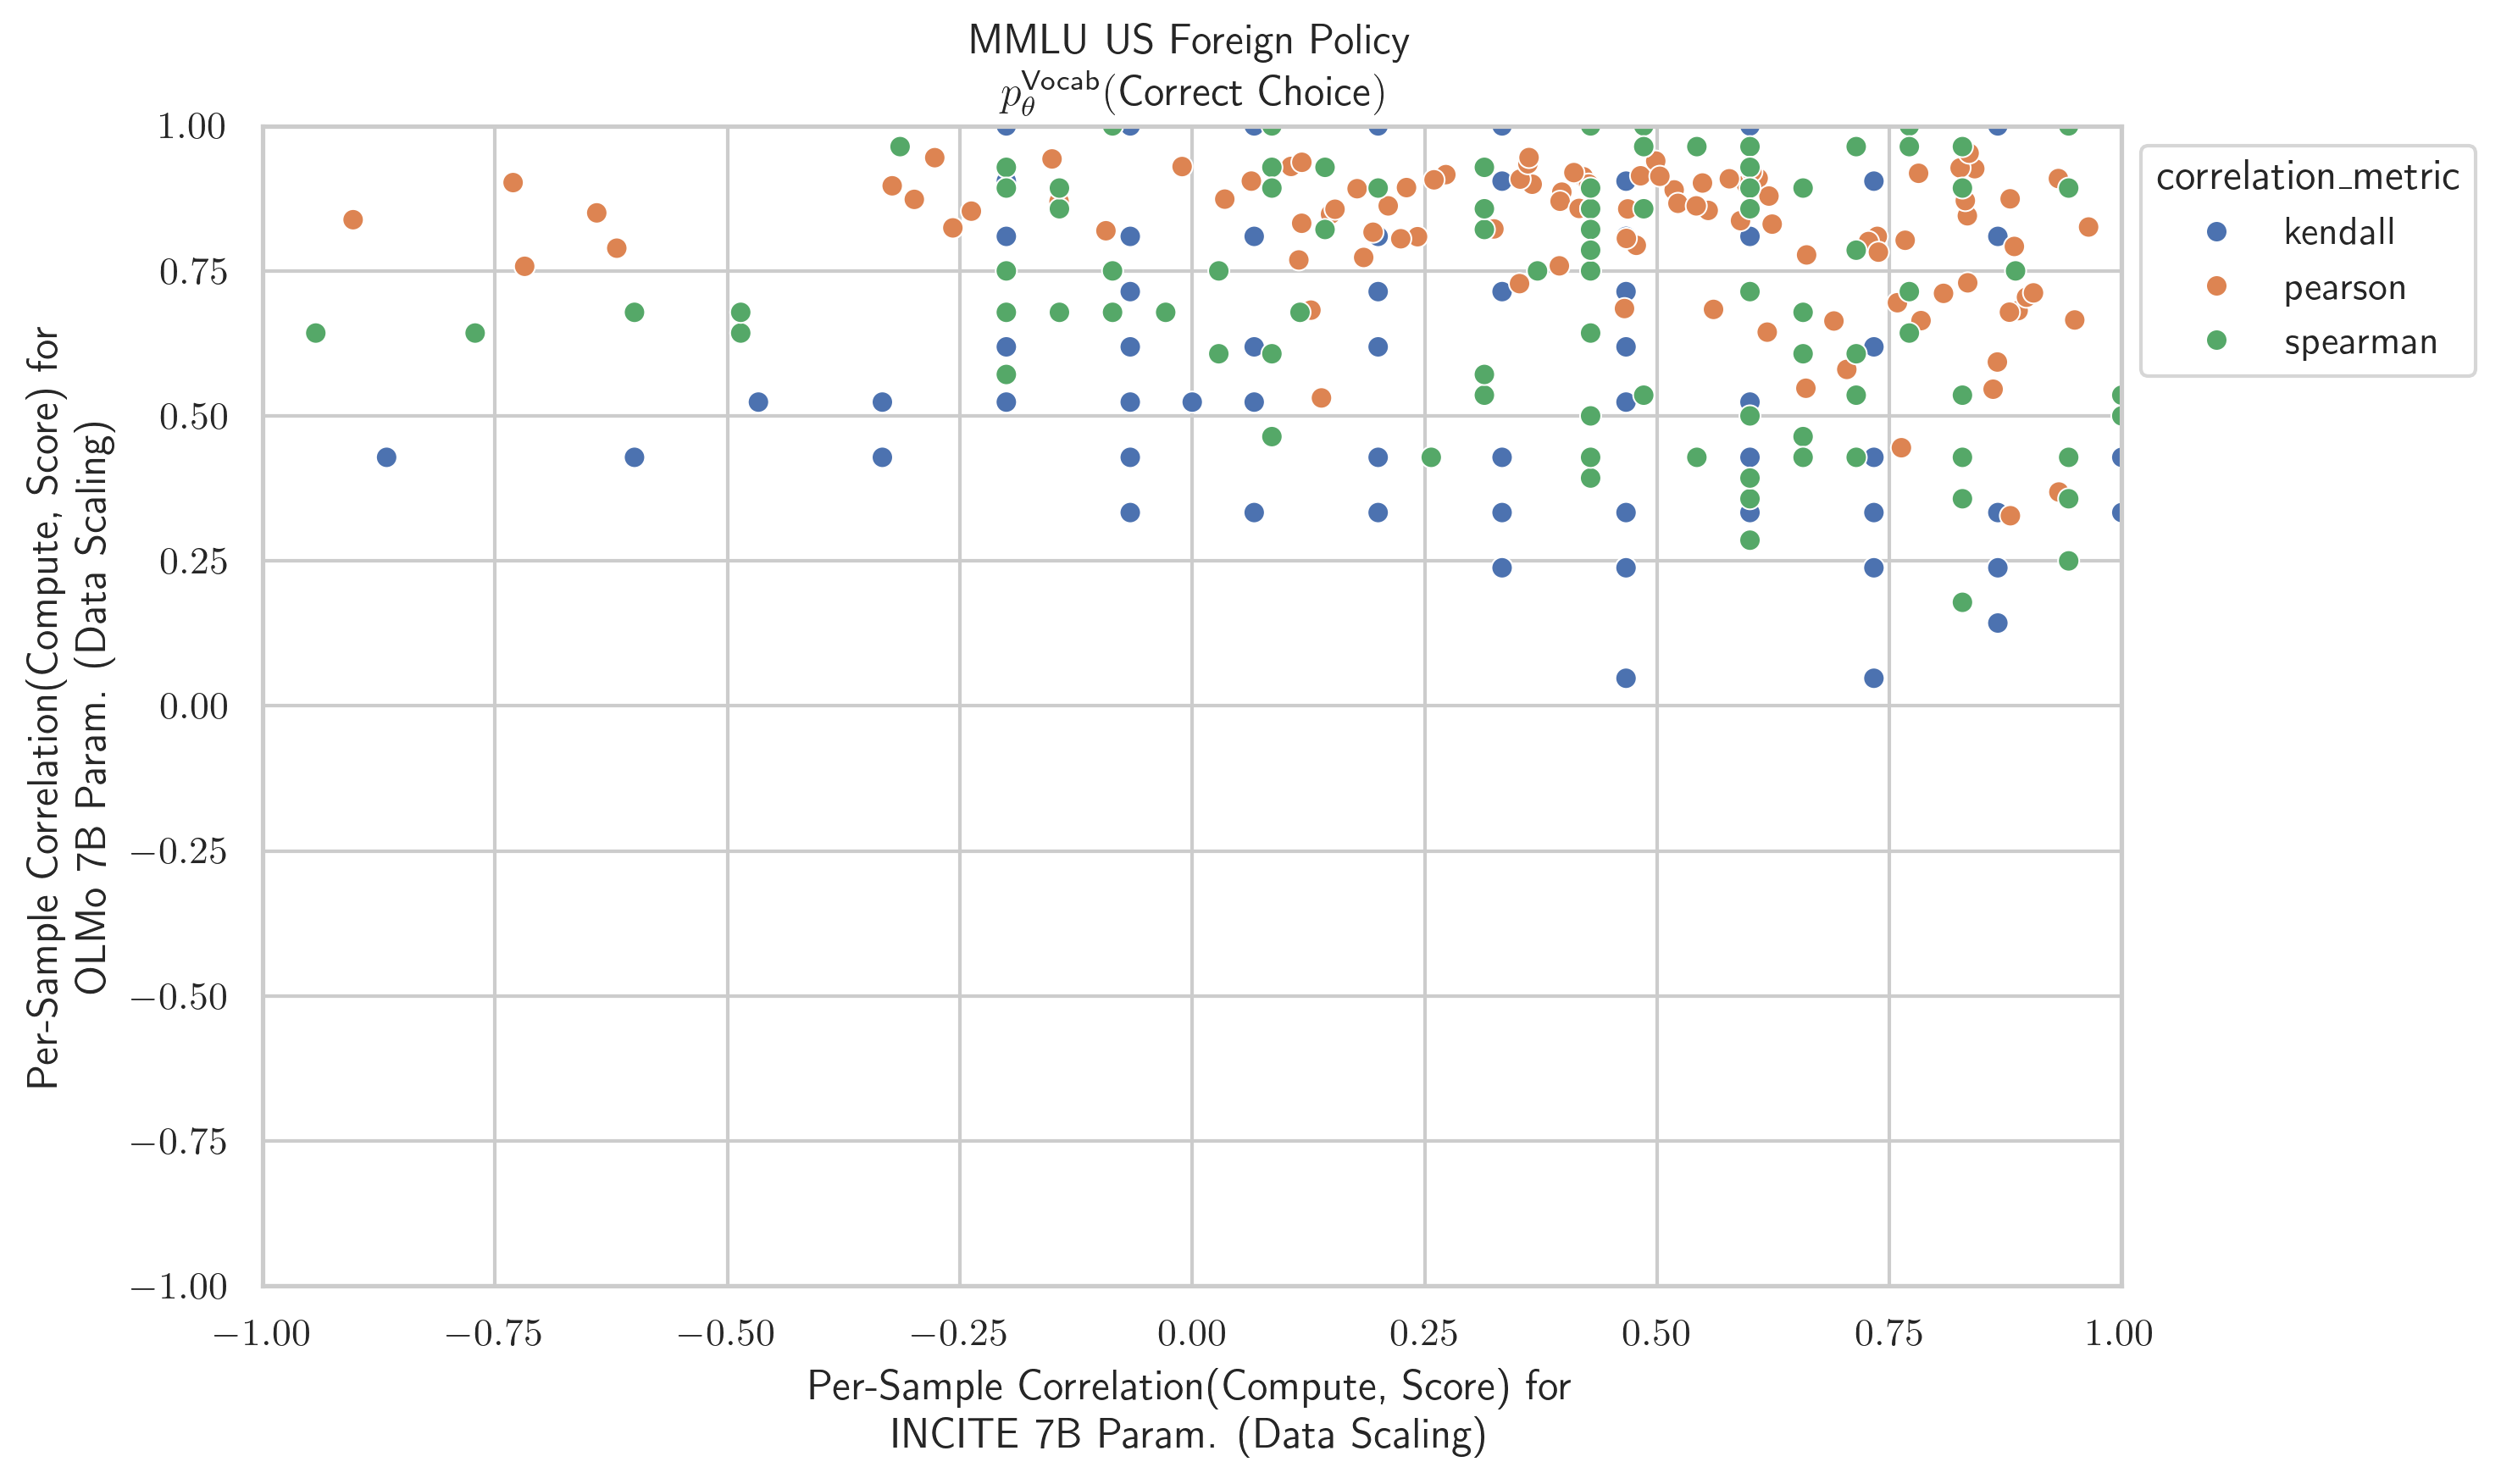 MMLU US Foreign Policy
p_θ^Vocab(Correct Choice)
1.00
0.75
0.50
0.25
0.00
−0.25
−0.50
−0.75
−1.00
Per-Sample Correlation(Compute, Score) for
OLMo 7B Param. (Data Scaling)
−1.00 −0.75 −0.50 −0.25 0.00 0.25 0.50 0.75 1.00
Per-Sample Correlation(Compute, Score) for
INCITE 7B Param. (Data Scaling)
correlation_metric
kendall
pearson
spearman